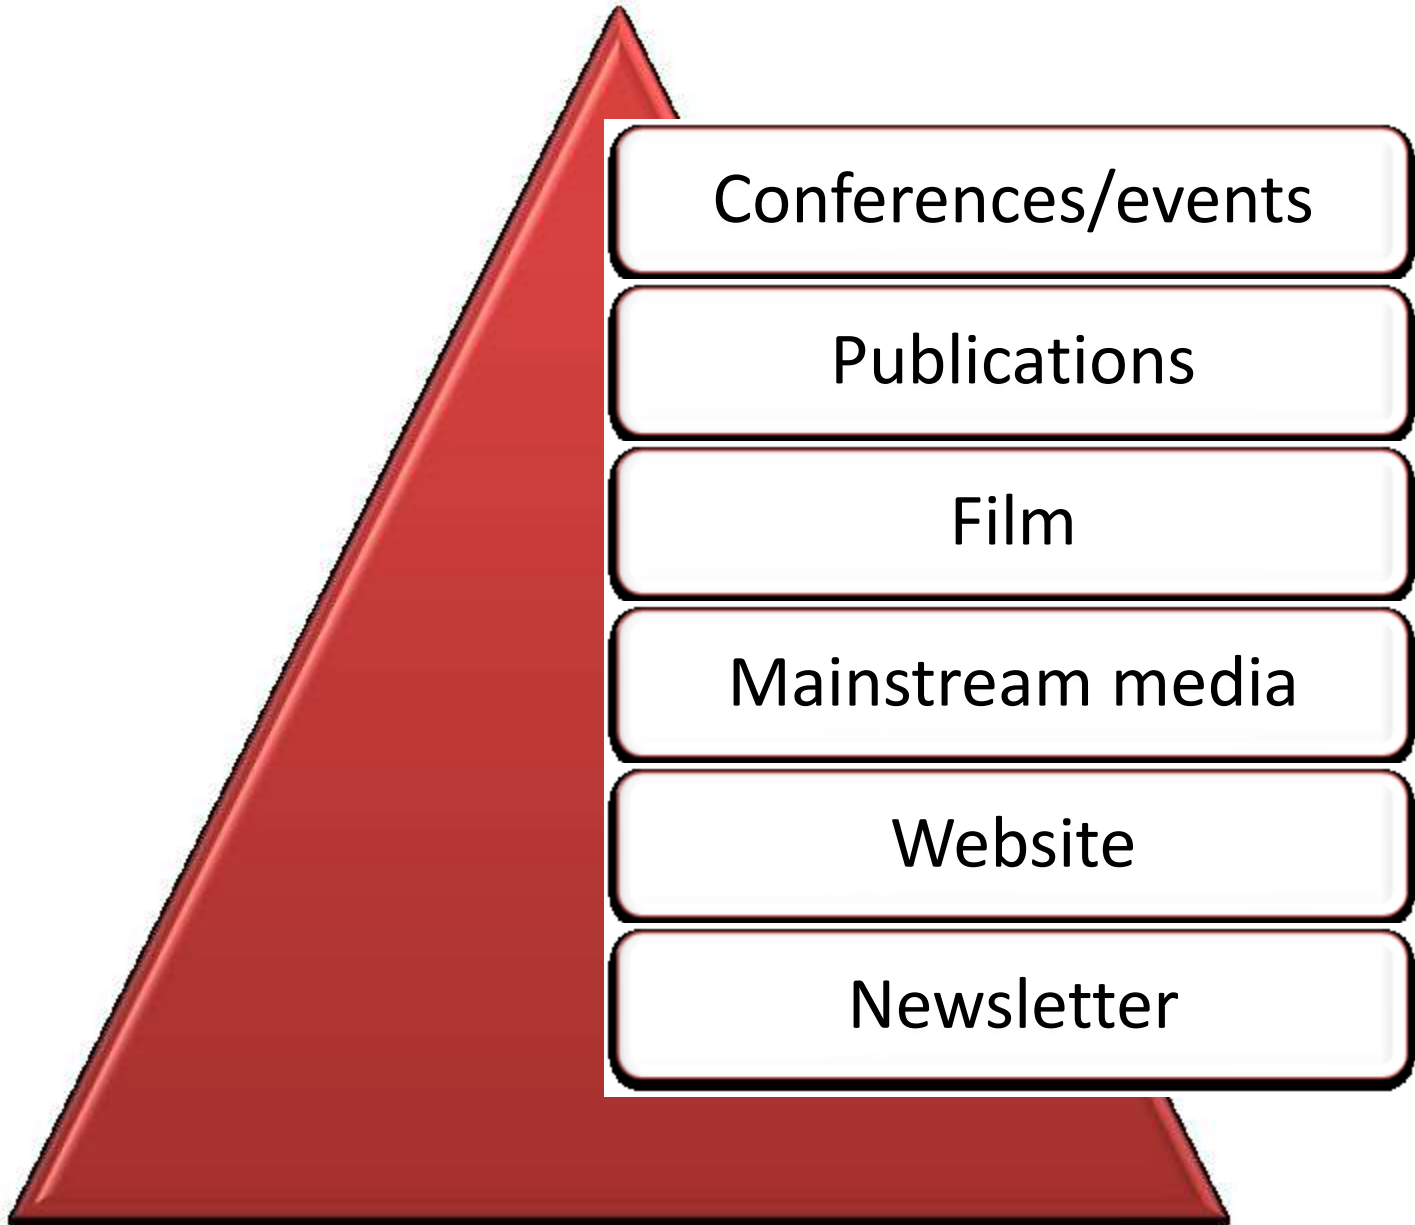 Conferences/events
Publications
Film
Mainstream media
Website
Newsletter